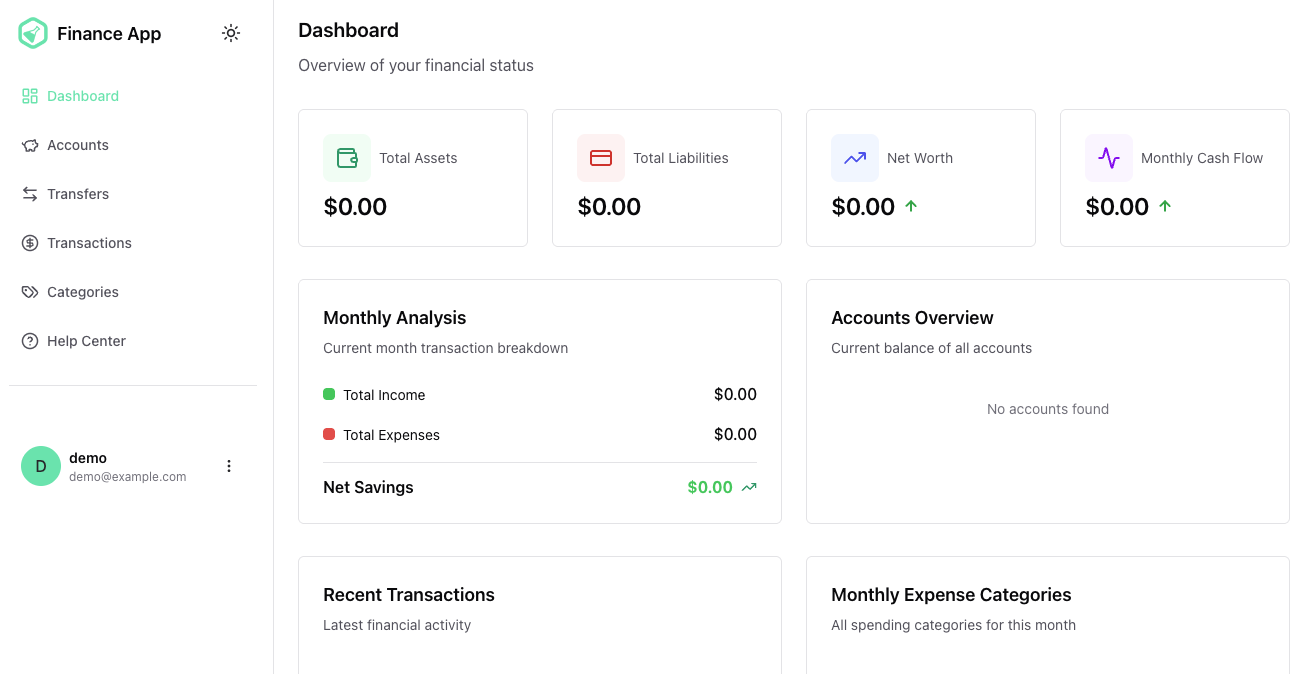 Finance App
Dashboard
Accounts
Transfers
Transactions
Categories
Help Center
D
demo
demo@example.com
Dashboard
Overview of your financial status
Total Assets
$0.00
Total Liabilities
$0.00
Net Worth
$0.00
Monthly Cash Flow
$0.00
Monthly Analysis
Current month transaction breakdown
Total Income $0.00
Total Expenses $0.00
Net Savings $0.00
Accounts Overview
Current balance of all accounts
No accounts found
Recent Transactions
Latest financial activity
Monthly Expense Categories
All spending categories for this month